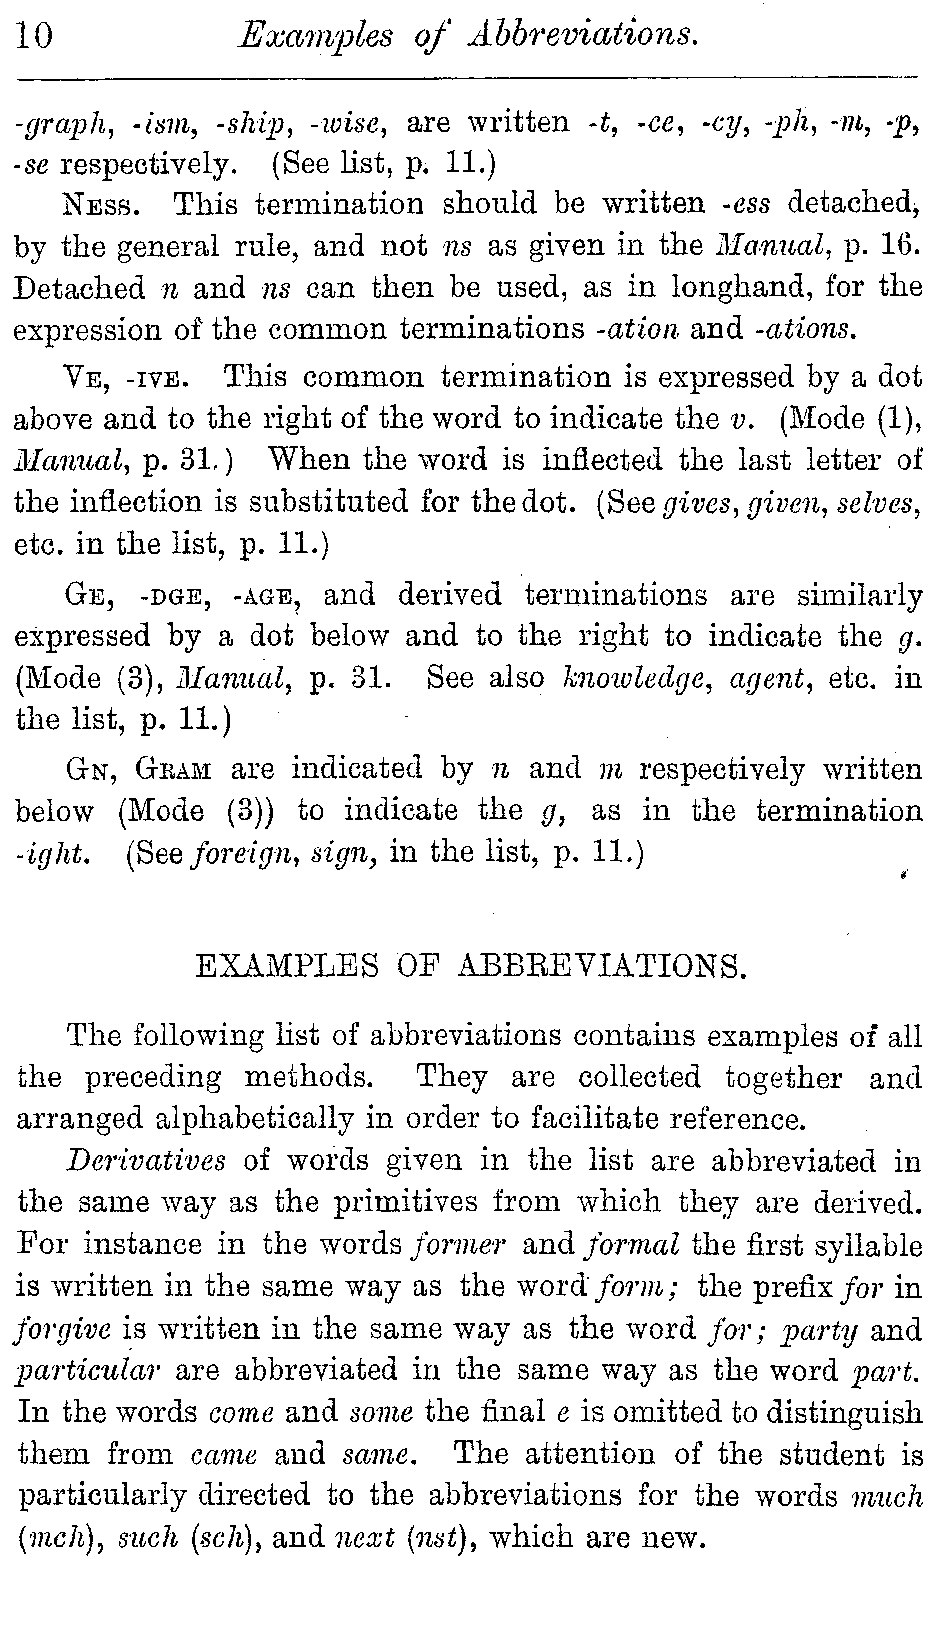 10 Examples of Abbreviations.
-graph, -ism, -ship, -wise, are written -t, -ce, -cy, -ph, -m, -p,
-se respectively. (See list, p. 11.)
NESS. This termination should be written -ess detached,
by the general rule, and not ns as given in the Manual, p. 16.
Detached n and ns can then be used, as in longhand, for the
expression of the common terminations -ation and -ations.
VE, -IVE. This common termination is expressed by a dot
above and to the right of the word to indicate the v. (Mode (1),
Manual, p. 31.) When the word is inflected the last letter of
the inflection is substituted for the dot. (See gives, given, selves,
etc. in the list, p. 11.)
GE, -DGE, -AGE, and derived terminations are similarly
expressed by a dot below and to the right to indicate the g.
(Mode (3), Manual, p. 31. See also knowledge, agent, etc. in
the list, p. 11.)
GN, GRAM are indicated by n and m respectively written
below (Mode (3)) to indicate the g, as in the termination
-ight. (See foreign, sign, in the list, p. 11.)
EXAMPLES OF ABBREVIATIONS.
The following list of abbreviations contains examples of all
the preceding methods. They are collected together and
arranged alphabetically in order to facilitate reference.
Derivatives of words given in the list are abbreviated in
the same way as the primitives from which they are derived.
For instance in the words former and formal the first syllable
is written in the same way as the word form; the prefix for in
forgive is written in the same way as the word for; party and
particular are abbreviated in the same way as the word part.
In the words come and some the final e is omitted to distinguish
them from came and same. The attention of the student is
particularly directed to the abbreviations for the words much
(mch), such (sch), and next (nst), which are new.